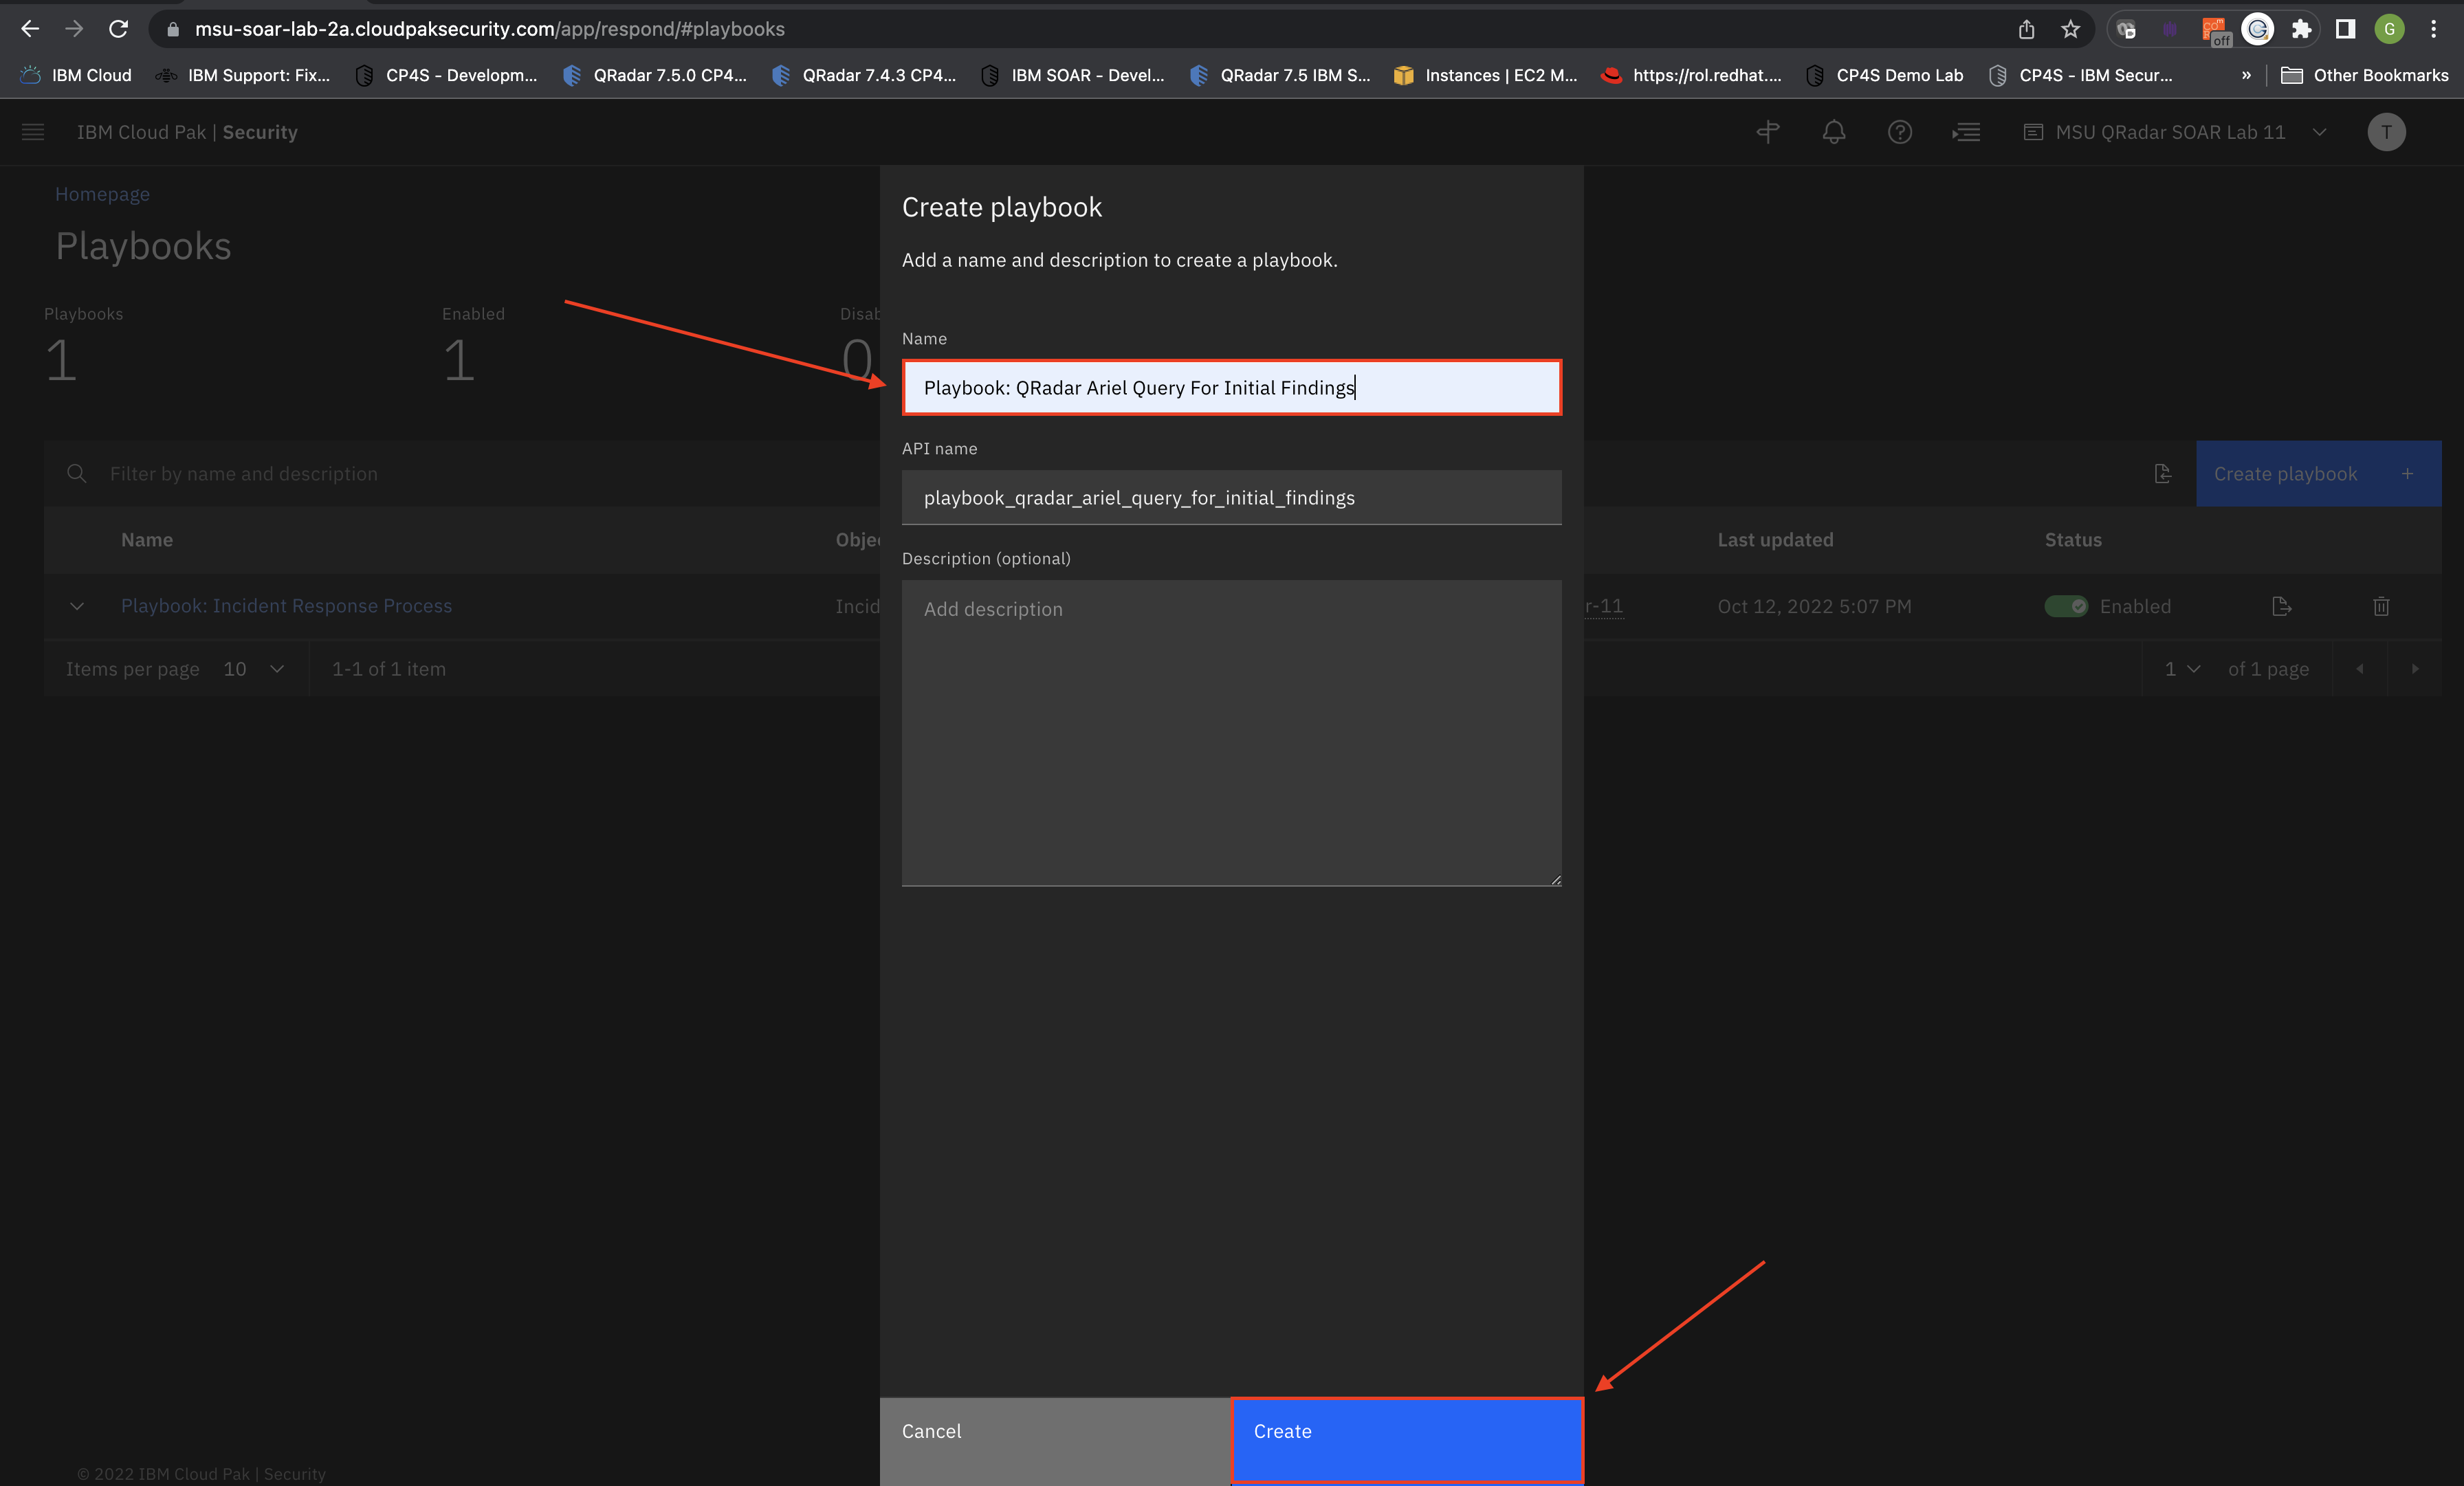 msu-soar-lab-2a.cloudpaksecurity.com/app/respond/#playbooks
off
G
IBM Cloud
IBM Support: Fix...
CP4S - Developm...
QRadar 7.5.0 CP4...
QRadar 7.4.3 CP4...
IBM SOAR - Devel...
QRadar 7.5 IBM S...
Instances | EC2 M...
https://rol.redhat....
CP4S Demo Lab
CP4S - IBM Secur...
»
Other Bookmarks
IBM Cloud Pak | Security
MSU QRadar SOAR Lab 11
T
Homepage
Playbooks
Playbooks
1
Enabled
1
Disab
0
Filter by name and description
Create playbook +
Name
Objec
Last updated
Status
Playbook: Incident Response Process
Incid
r-11
Oct 12, 2022 5:07 PM
Enabled
Items per page 10
1-1 of 1 item
1
of 1 page
Create playbook
Add a name and description to create a playbook.
Name
Playbook: QRadar Ariel Query For Initial Findings
API name
playbook_qradar_ariel_query_for_initial_findings
Description (optional)
Add description
Cancel
Create
© 2022 IBM Cloud Pak | Security